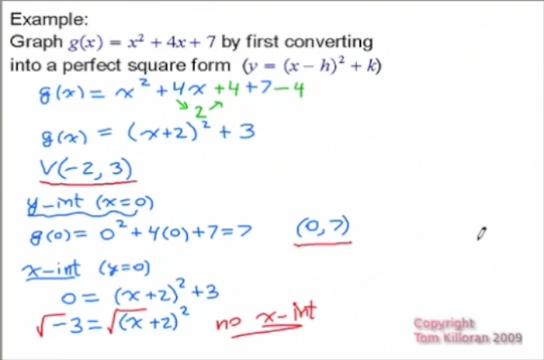 Example:
Graph g(x) = x² + 4x + 7 by first converting
into a perfect square form (y = (x − h)² + k)
g(x) = x² + 4x + 4 + 7 − 4
2
g(x) = (x+2)² + 3
V(−2, 3)
y-int (x=0)
g(0) = 0² + 4(0) + 7 = 7 (0, 7)
x-int (y=0)
0 = (x+2)² + 3
√−3 = √(x+2)² no x-int
Copyright
Tom Killoran 2009